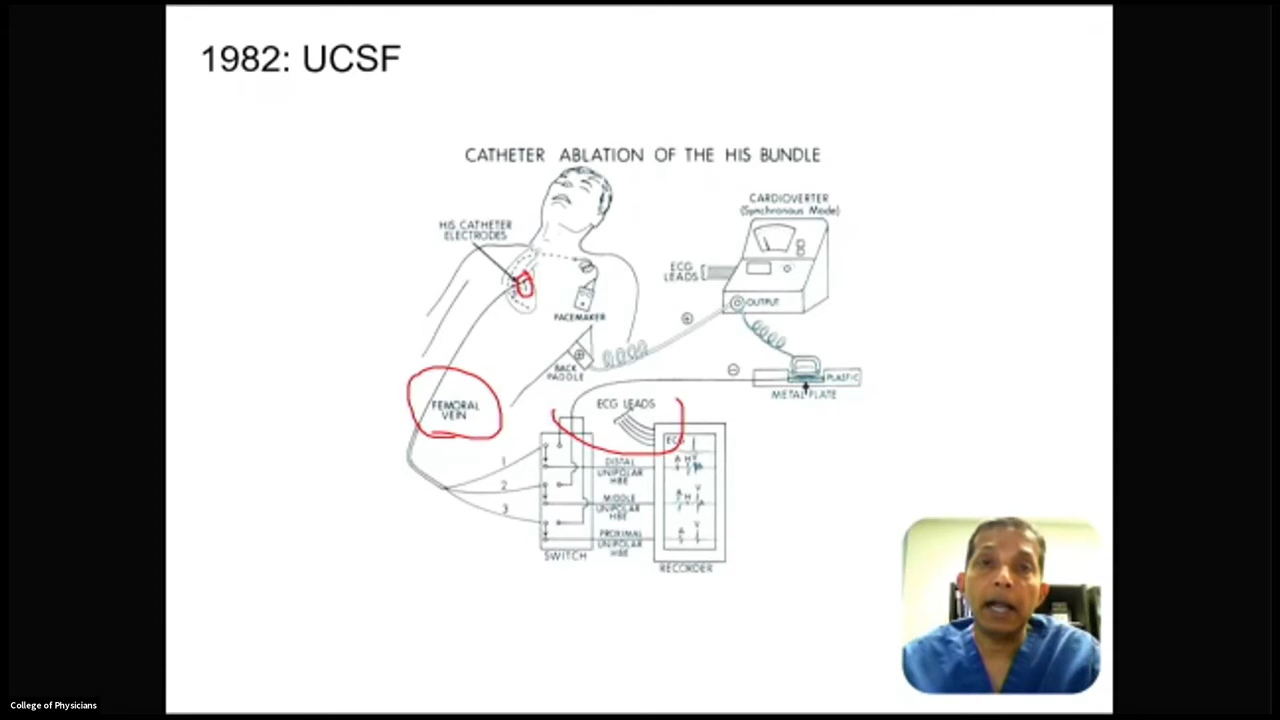 1982: UCSF
CATHETER ABLATION OF THE HIS BUNDLE
CARDIOVERTER
(Synchronous Mode)
HIS CATHETER
ELECTRODES
ECG
LEADS
OUTPUT
PACEMAKER
BACK
PADDLE
PLASTIC
METAL PLATE
FEMORAL
VEIN
ECG LEADS
ECG
1
DISTAL
UNIPOLAR
HBE
A H V
2
MIDDLE
UNIPOLAR
HBE
A H V
3
PROXIMAL
UNIPOLAR
HBE
A V
SWITCH
RECORDER
College of Physicians